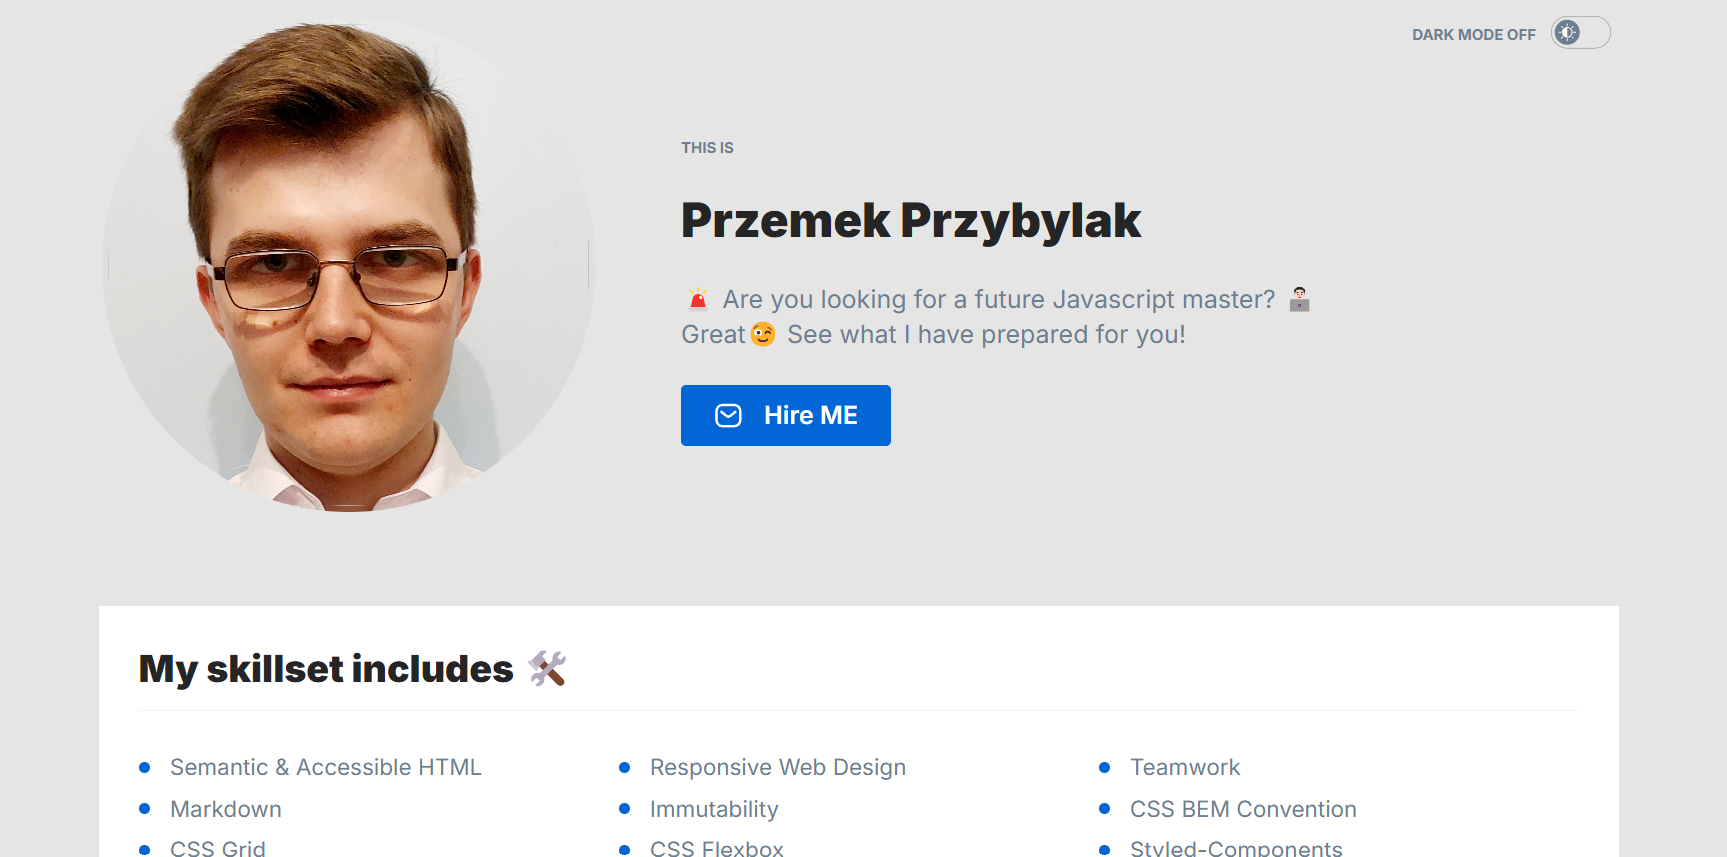 DARK MODE OFF
THIS IS
Przemek Przybylak
🚨 Are you looking for a future Javascript master? 👨🏻‍💻
Great😉 See what I have prepared for you!
Hire ME
My skillset includes 🛠
Semantic & Accessible HTML
Responsive Web Design
Teamwork
Markdown
Immutability
CSS BEM Convention
CSS Grid
CSS Flexbox
Styled-Components